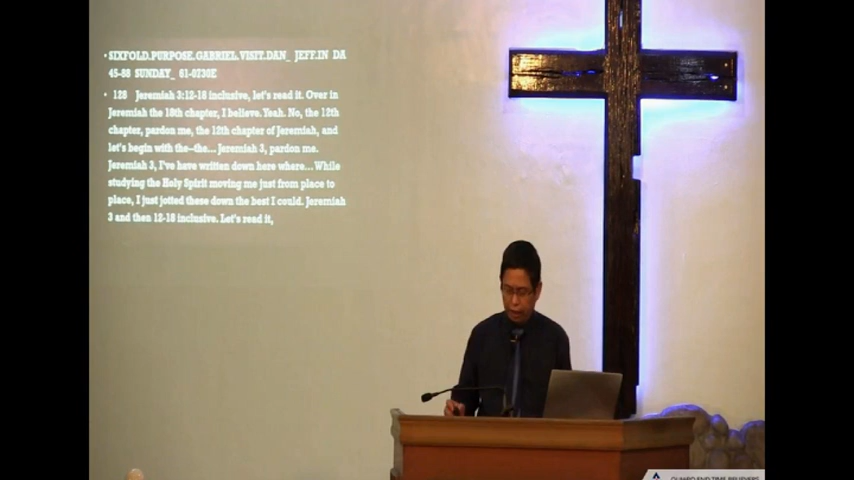 • SIXFOLD.PURPOSE.GABRIEL.VISIT.DAN_ JEFF.IN DA
45-88 SUNDAY_ 61-0730E
• 128 Jeremiah 3:12-18 inclusive, let's read it. Over in
Jeremiah the 18th chapter, I believe. Yeah. No, the 12th
chapter, pardon me, the 12th chapter of Jeremiah, and
let's begin with the--the... Jeremiah 3, pardon me.
Jeremiah 3, I've have written down here where... While
studying the Holy Spirit moving me just from place to
place, I just jotted these down the best I could. Jeremiah
3 and then 12-18 inclusive. Let's read it,
END TIME BELIEVERS